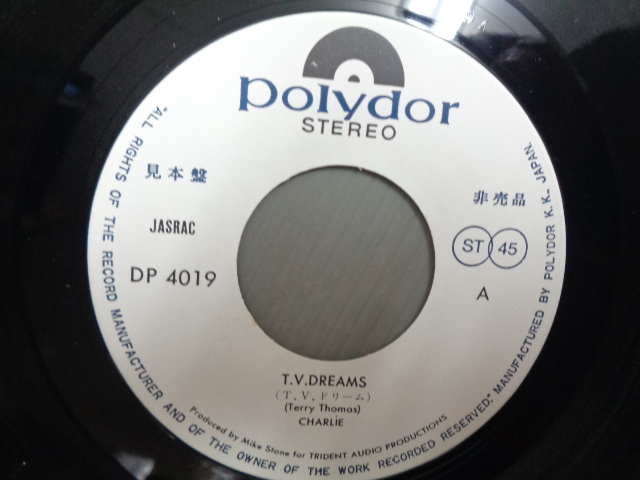 polydor
STEREO
見本盤
非売品
JASRAC
ST 45
DP 4019
A
T.V.DREAMS
(T.V.ドリーム)
(Terry Thomas)
CHARLiE
Produced by Mike Stone for TRIDENT AUDIO PRODUCTIONS
"ALL RIGHTS OF THE RECORD MANUFACTURER AND OF THE OWNER OF THE WORK RECORDED RESERVED." MANUFACTURED BY POLYDOR K.K., JAPAN.